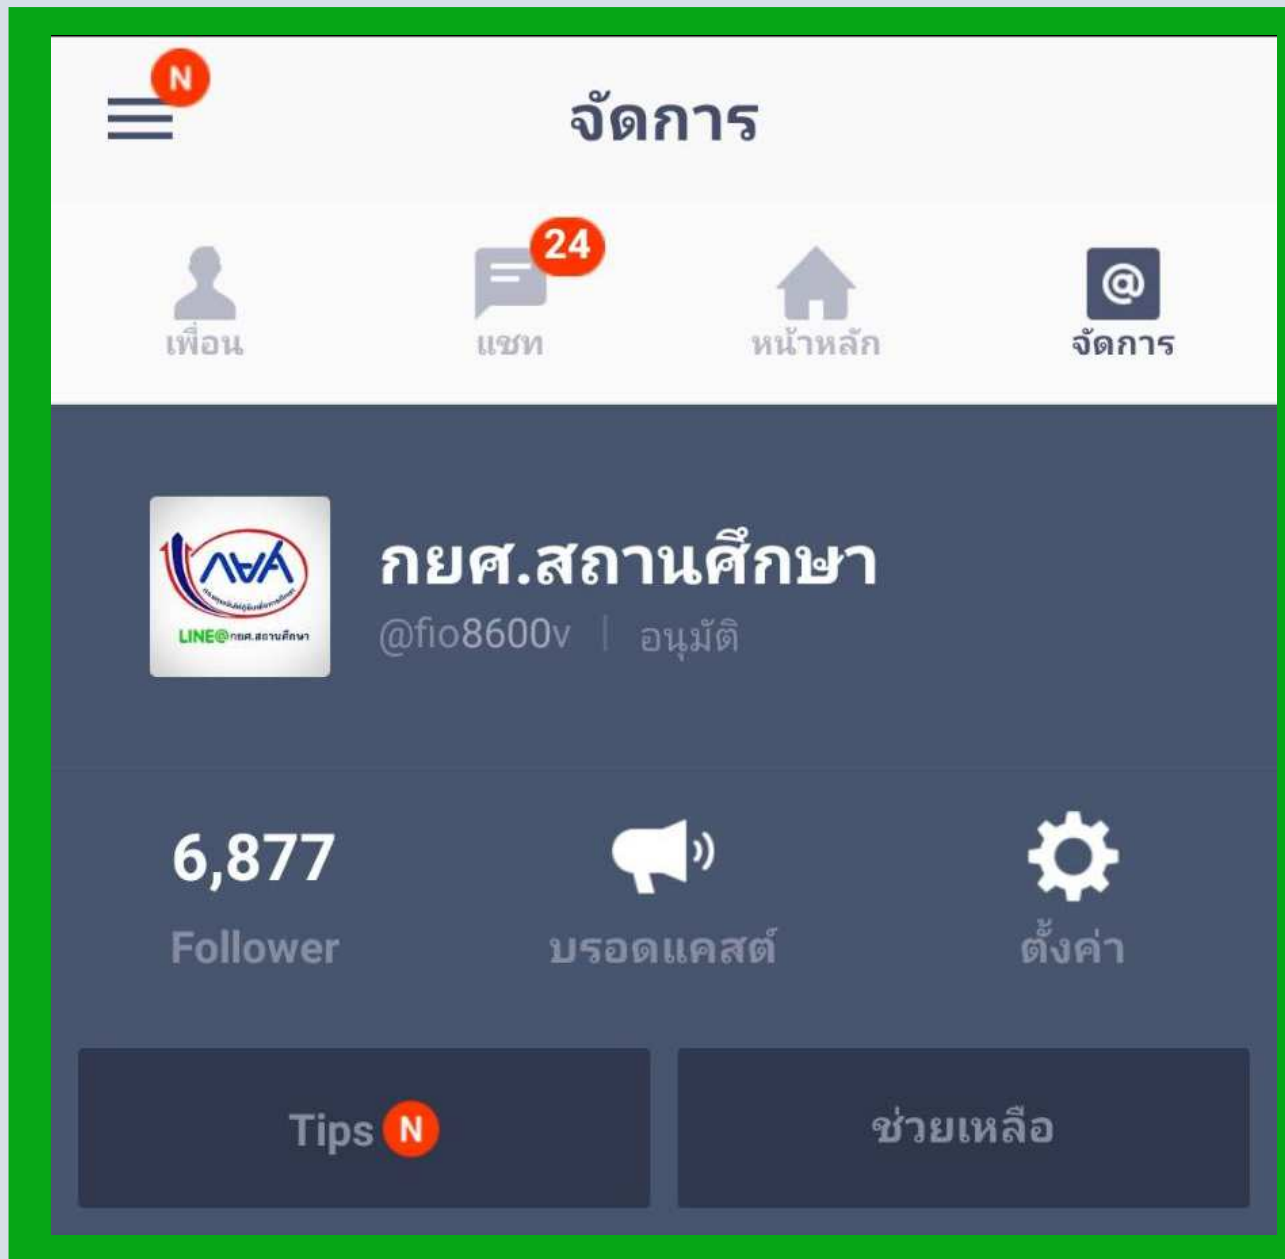 N
จัดการ
24
@
เพื่อน แชท หน้าหลัก จัดการ
กยศ
LINE@กยศ.สถานศึกษา
กยศ.สถานศึกษา
@fio8600v | อนุมัติ
6,877
Follower บรอดแคสต์ ตั้งค่า
Tips N ช่วยเหลือ